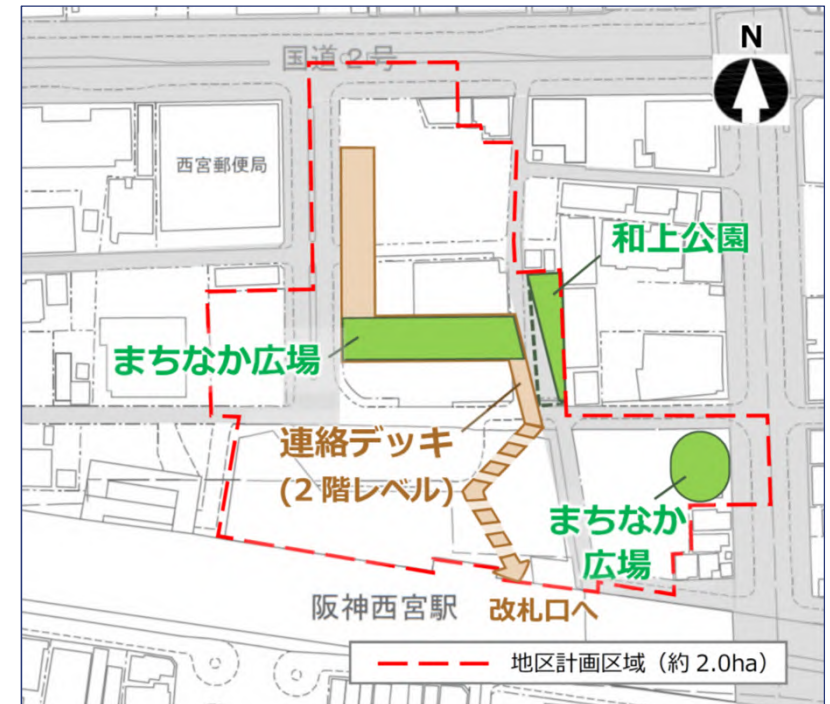 国道2号
N
西宮郵便局
和上公園
まちなか広場
連絡デッキ
(2階レベル)
まちなか
広場
阪神西宮駅
改札口へ
地区計画区域（約2.0ha）